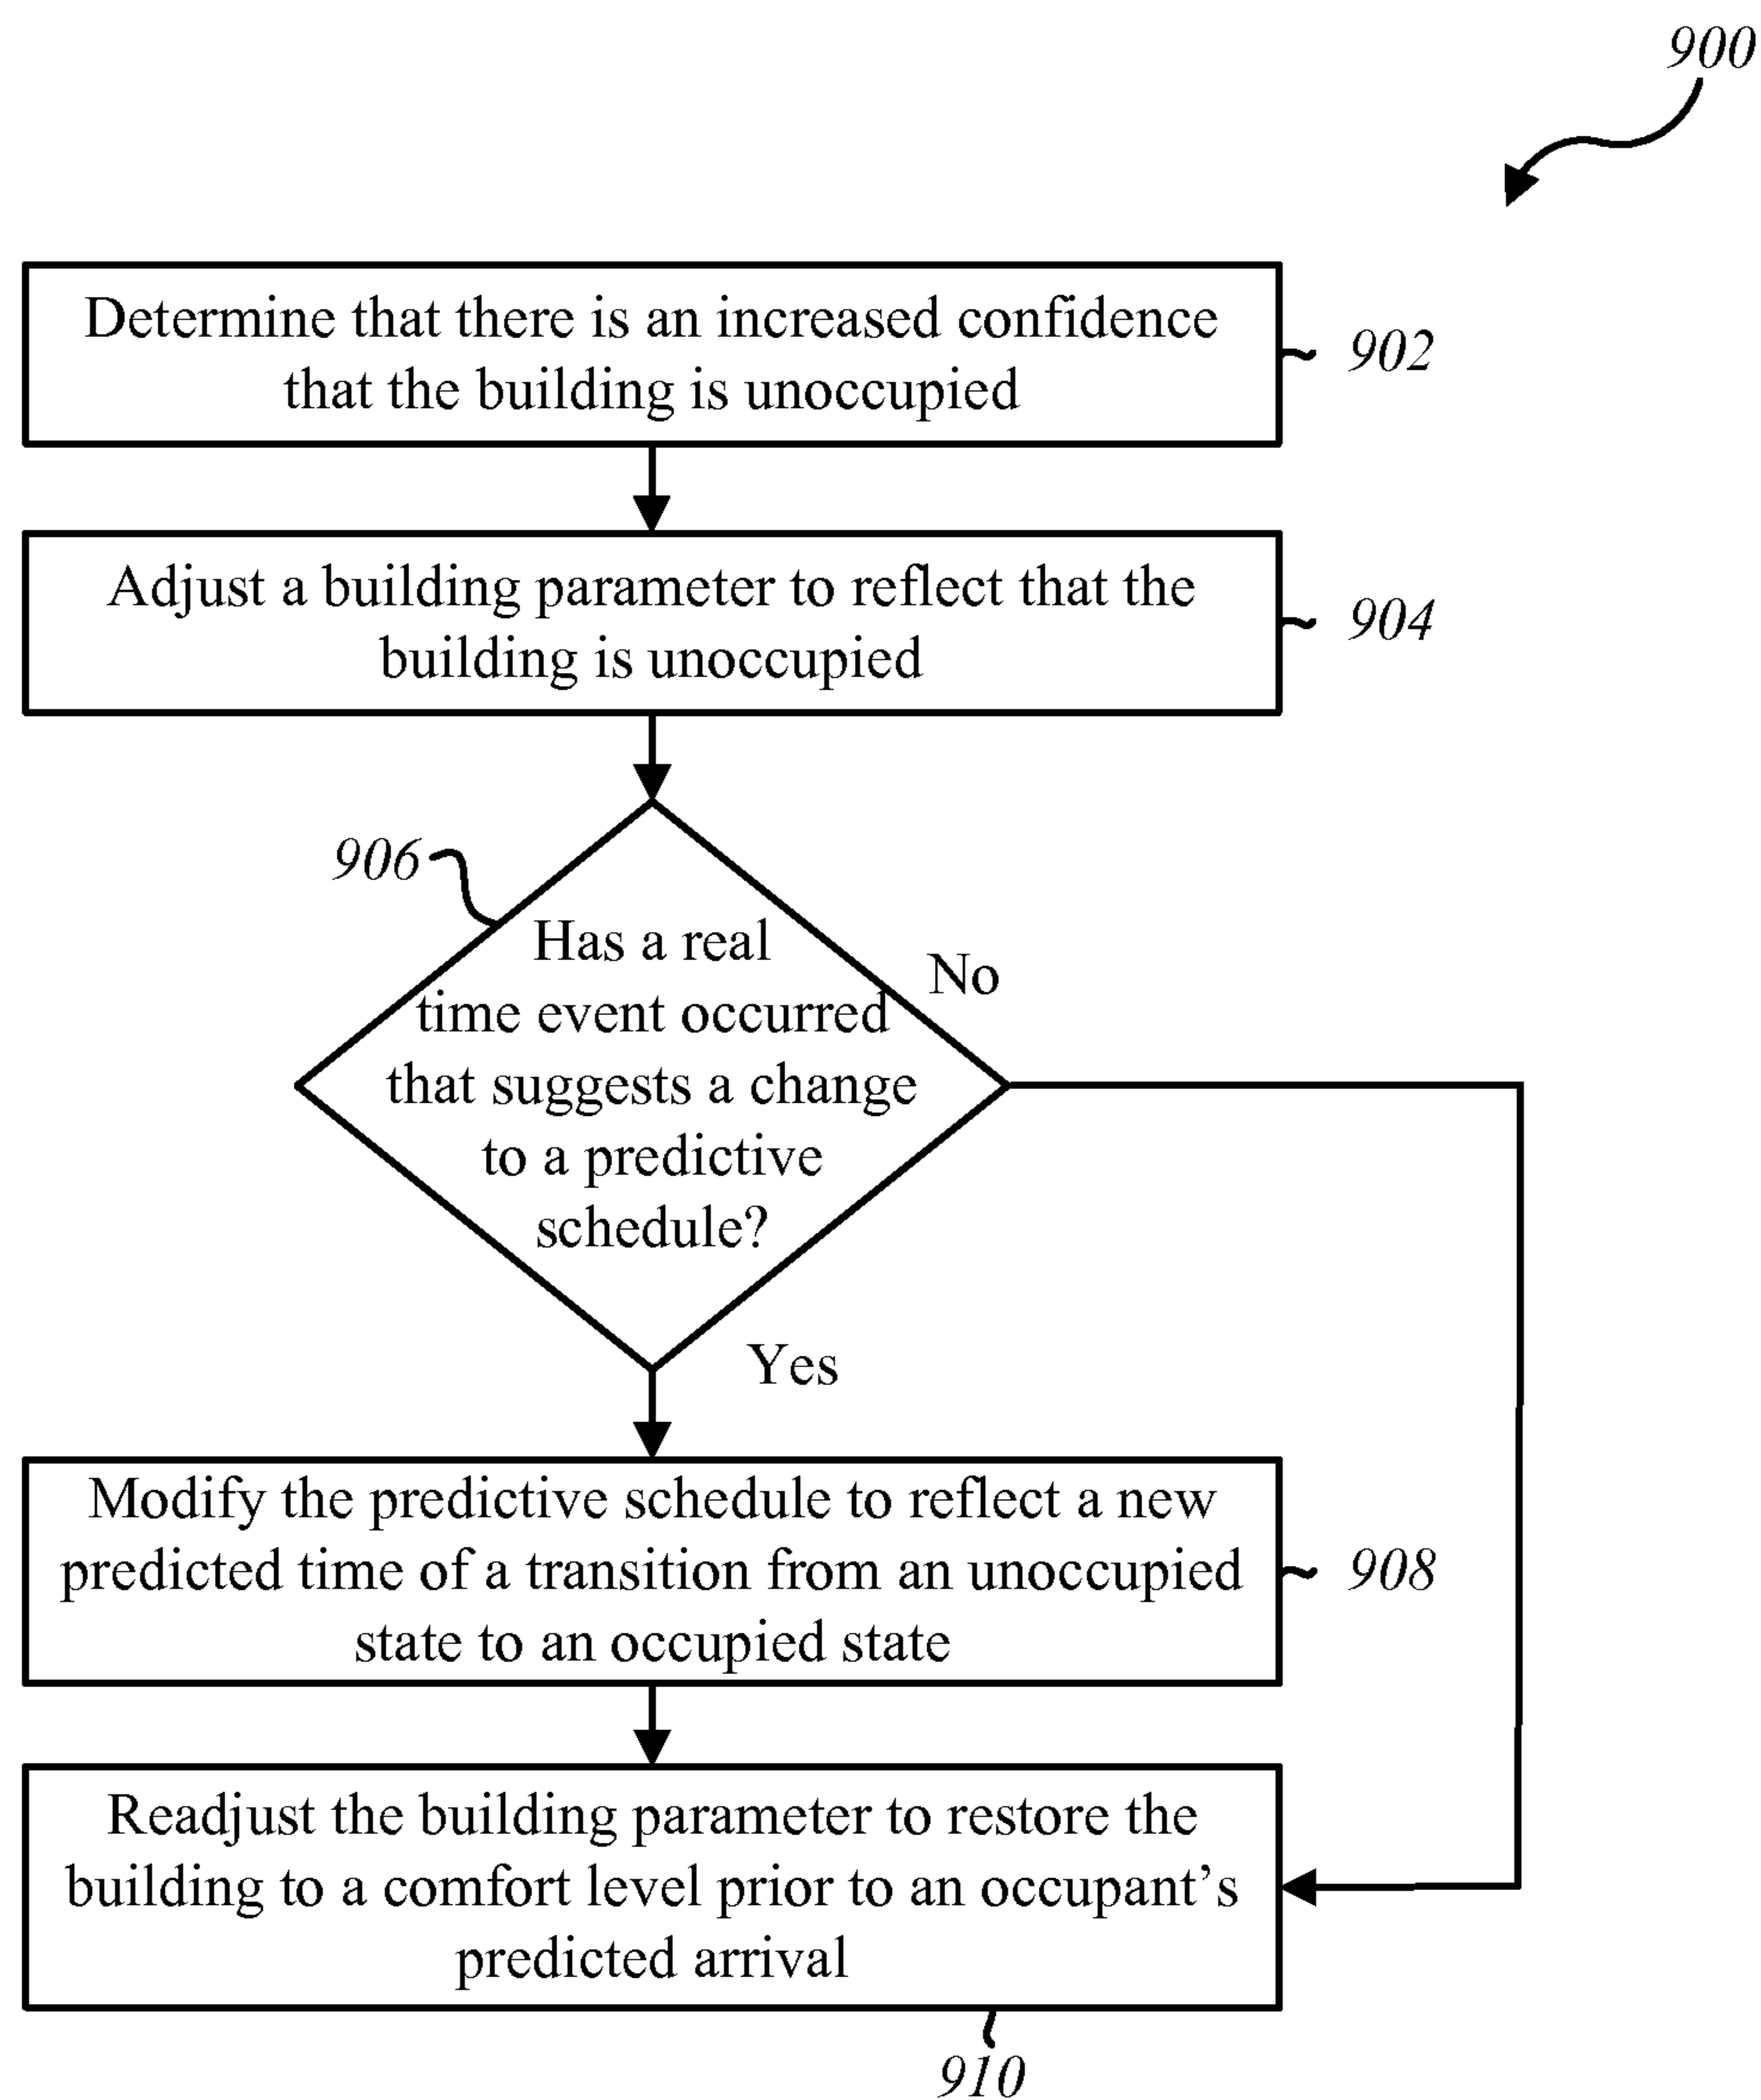 900
Determine that there is an increased confidence
that the building is unoccupied
902
Adjust a building parameter to reflect that the
building is unoccupied
904
906
Has a real
time event occurred
that suggests a change
to a predictive
schedule?
No
Yes
Modify the predictive schedule to reflect a new
predicted time of a transition from an unoccupied
state to an occupied state
908
Readjust the building parameter to restore the
building to a comfort level prior to an occupant’s
predicted arrival
910